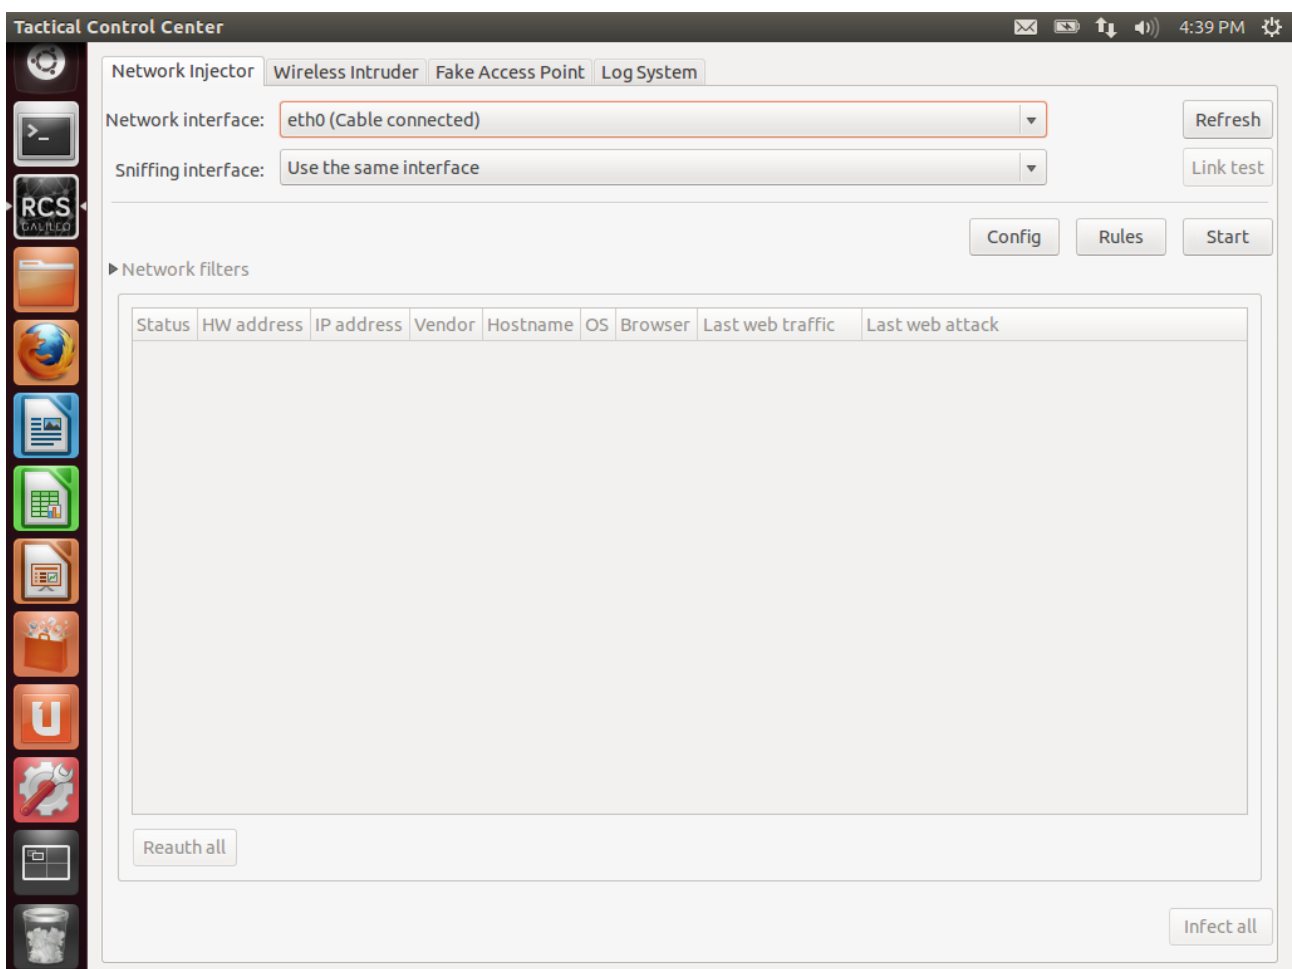 Tactical Control Center 4:39 PM
Network Injector Wireless Intruder Fake Access Point Log System
Network interface: eth0 (Cable connected) Refresh
Sniffing interface: Use the same interface Link test
RCS
GALILEO
Config Rules Start
Network filters
Status HW address IP address Vendor Hostname OS Browser Last web traffic Last web attack
Reauth all
Infect all